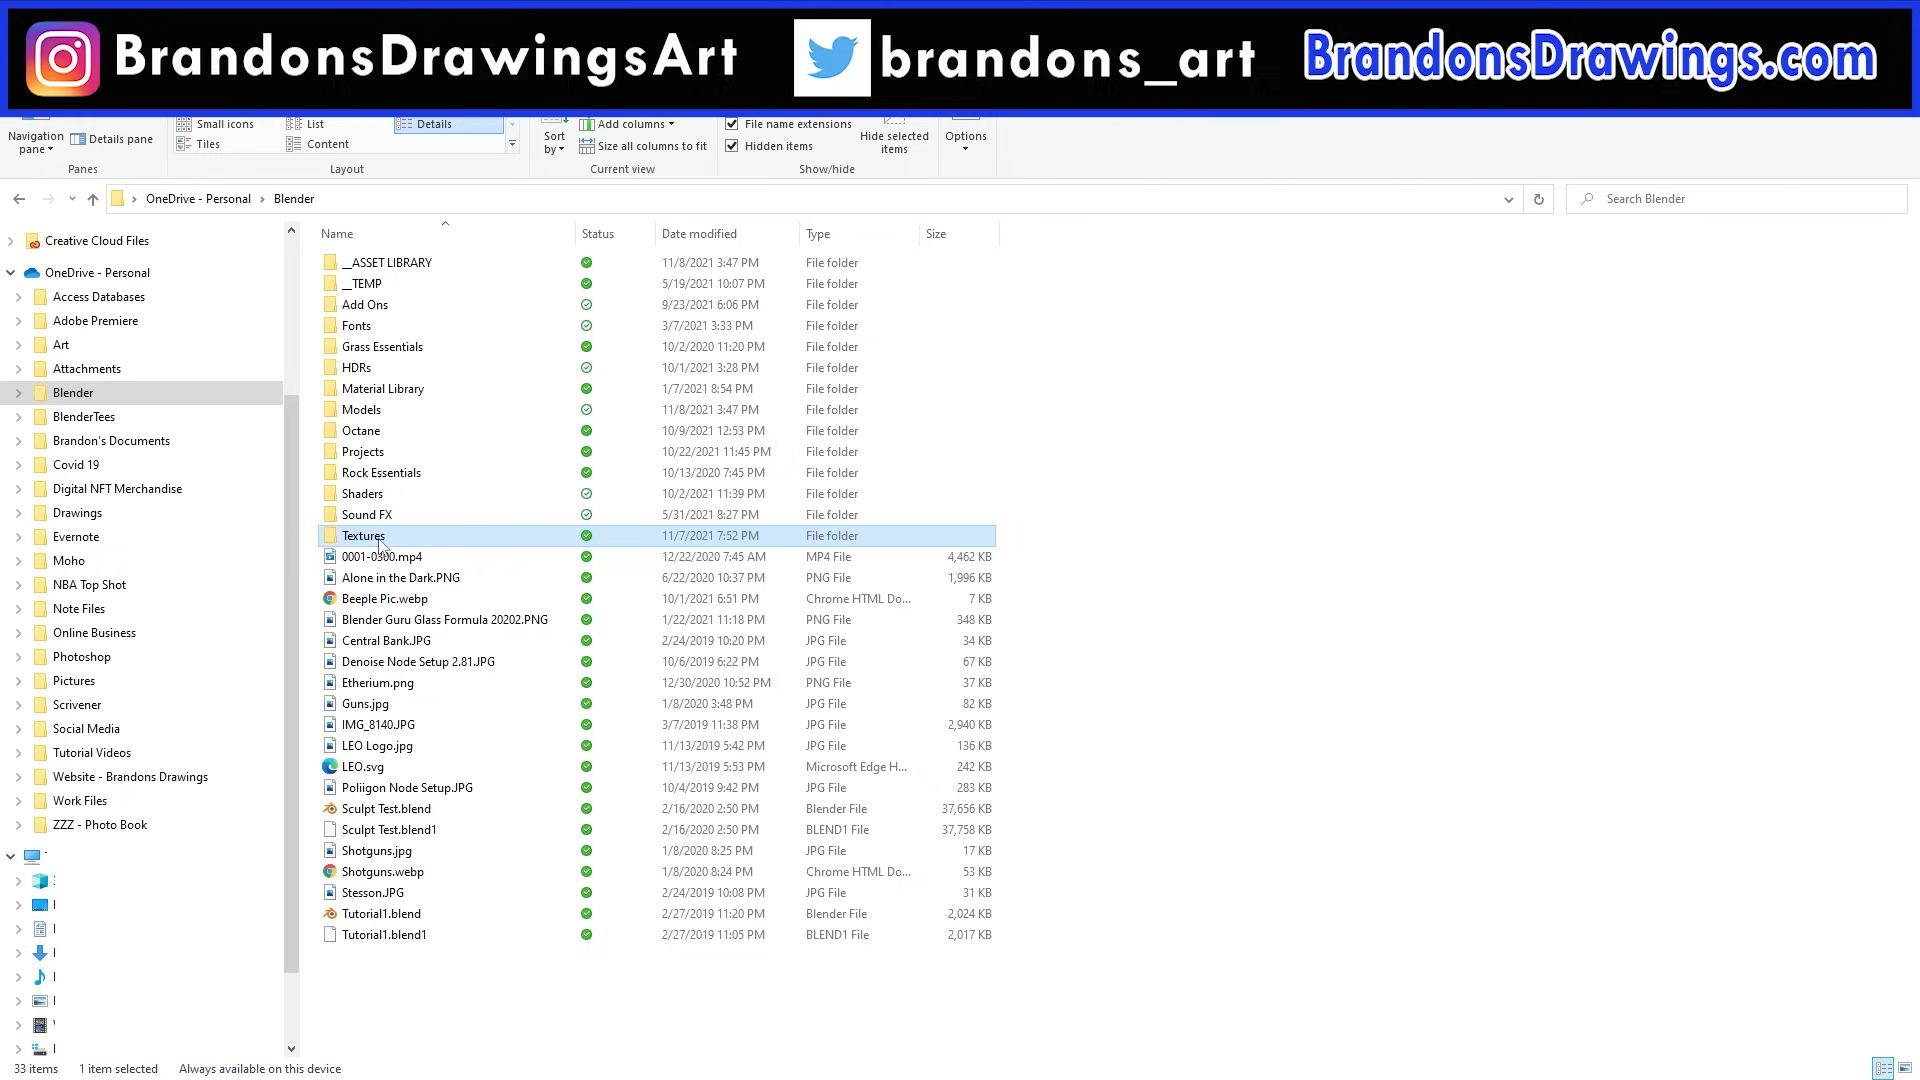 BrandonsDrawingsArt brandons_art BrandonsDrawings.com
Navigation pane
Details pane
Small icons List Details
Tiles Content
Sort by
Add columns
Size all columns to fit
File name extensions
Hidden items
Hide selected items
Options
Panes Layout Current view Show/hide
OneDrive - Personal Blender
Search Blender
Creative Cloud Files
OneDrive - Personal
Access Databases
Adobe Premiere
Art
Attachments
Blender
BlenderTees
Brandon's Documents
Covid 19
Digital NFT Merchandise
Drawings
Evernote
Moho
NBA Top Shot
Note Files
Online Business
Photoshop
Pictures
Scrivener
Social Media
Tutorial Videos
Website - Brandons Drawings
Work Files
ZZZ - Photo Book
Name Status Date modified Type Size
__ASSET LIBRARY 11/8/2021 3:47 PM File folder
__TEMP 5/19/2021 10:07 PM File folder
Add Ons 9/23/2021 6:06 PM File folder
Fonts 3/7/2021 3:33 PM File folder
Grass Essentials 10/2/2020 11:20 PM File folder
HDRs 10/1/2021 3:28 PM File folder
Material Library 1/7/2021 8:54 PM File folder
Models 11/8/2021 3:47 PM File folder
Octane 10/9/2021 12:53 PM File folder
Projects 10/22/2021 11:45 PM File folder
Rock Essentials 10/13/2020 7:45 PM File folder
Shaders 10/2/2021 11:39 PM File folder
Sound FX 5/31/2021 8:27 PM File folder
Textures 11/7/2021 7:52 PM File folder
0001-0300.mp4 12/22/2020 7:45 AM MP4 File 4,462 KB
Alone in the Dark.PNG 6/22/2020 10:37 PM PNG File 1,996 KB
Beeple Pic.webp 10/1/2021 6:51 PM Chrome HTML Do... 7 KB
Blender Guru Glass Formula 20202.PNG 1/22/2021 11:18 PM PNG File 348 KB
Central Bank.JPG 2/24/2019 10:20 PM JPG File 34 KB
Denoise Node Setup 2.81.JPG 10/6/2019 6:22 PM JPG File 67 KB
Etherium.png 12/30/2020 10:52 PM PNG File 37 KB
Guns.jpg 1/8/2020 3:48 PM JPG File 82 KB
IMG_8140.JPG 3/7/2019 11:38 PM JPG File 2,940 KB
LEO Logo.jpg 11/13/2019 5:42 PM JPG File 136 KB
LEO.svg 11/13/2019 5:53 PM Microsoft Edge H... 242 KB
Poliigon Node Setup.JPG 10/4/2019 9:42 PM JPG File 283 KB
Sculpt Test.blend 2/16/2020 2:50 PM Blender File 37,656 KB
Sculpt Test.blend1 2/16/2020 2:50 PM BLEND1 File 37,758 KB
Shotguns.jpg 1/8/2020 8:25 PM JPG File 17 KB
Shotguns.webp 1/8/2020 8:24 PM Chrome HTML Do... 53 KB
Stesson.JPG 2/24/2019 10:08 PM JPG File 31 KB
Tutorial1.blend 2/27/2019 11:20 PM Blender File 2,024 KB
Tutorial1.blend1 2/27/2019 11:05 PM BLEND1 File 2,017 KB
33 items 1 item selected Always available on this device